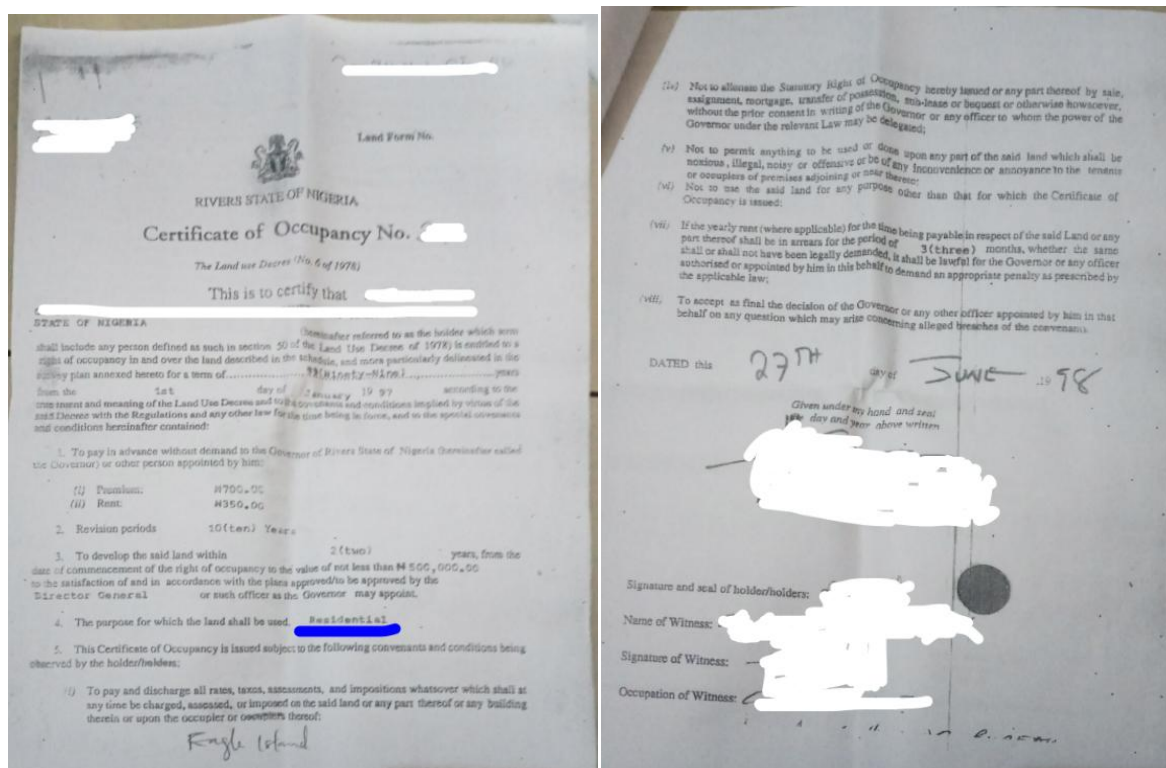 Land Form No.
RIVERS STATE OF NIGERIA
Certificate of Occupancy No.
The Land use Decree (No. 6 of 1978)
This is to certify that
STATE OF NIGERIA
(hereinafter referred to as the holder which term
shall include any person defined as such in section 50 of the Land Use Decree of 1978) is entitled to a
right of occupancy in and over the land described in the schedule, and more particularly delineated in the
survey plan annexed hereto for a term of 99(Ninety-Nine) years
from the 1st day of January 19 97 according to the
true intent and meaning of the Land Use Decree and to the covenants and conditions implied by virtue of the
said Decree with the Regulations and any other law for the time being in force, and to the special covenants
and conditions hereinafter contained:
1. To pay in advance without demand to the Governor of Rivers State of Nigeria (hereinafter called
the Governor) or other person appointed by him:
(i) Premium: ₦700.00
(ii) Rent: ₦350.00
2. Revision periods 10(ten) Years
3. To develop the said land within 2(two) years, from the
date of commencement of the right of occupancy to the value of not less than ₦ 500,000.00
to the satisfaction of and in accordance with the plans approved/to be approved by the
Director General or such officer as the Governor may appoint.
4. The purpose for which the land shall be used. Residential
5. This Certificate of Occupancy is issued subject to the following convenants and conditions being
observed by the holder/holders:
(i) To pay and discharge all rates, taxes, assessments, and impositions whatsover which shall at
any time be charged, assessed, or imposed on the said land or any part thereof or any building
therein or upon the occupier or occupiers thereof:
Eagle Island
(iv) Not to alienate the Statutory Right of Occupancy hereby issued or any part thereof by sale,
assignment, mortgage, transfer of possession, sub-lease or bequest or otherwise howsoever,
without the prior consent in writing of the Governor or any officer to whom the power of the
Governor under the relevant Law may be delegated;
(v) Not to permit anything to be used or done upon any part of the said land which shall be
noxious, illegal, noisy or offensive or be of any inconvenience or annoyance to the tenents
or occupiers of premises adjoining or near thereto:
(vi) Not to use the said land for any purpose other than that for which the Certificate of
Occupancy is issued:
(vii) If the yearly rent (where applicable) for the time being payable in respect of the said Land or any
part thereof shall be in arrears for the period of 3(three) months, whether the same
shall or shall not have been legally demanded, it shall be lawful for the Governor or any officer
authorised or appointed by him in this behalf to demand an appropriate penalty as prescribed by
the applicable law;
(viii, To accept as final the decision of the Governor or any other officer appointed by him in that
behalf on any question which may arise concerning alleged breaches of the convenants.
DATED this 27TH day of JUNE 19 98
Given under my hand and seal
the day and year above written
Signature and seal of holder/holders:
Name of Witness:
Signature of Witness:
Occupation of Witness: